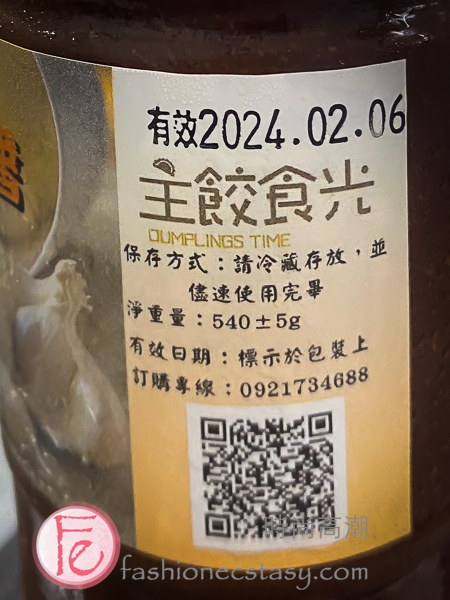 有效2024.02.06
主餃食光
DUMPLINGS TIME
保存方式：請冷藏存放，並
儘速使用完畢
淨重量：540±5g
有效日期：標示於包裝上
訂購專線：0921734688
時尚高潮
Fe
fashionecstasy.com